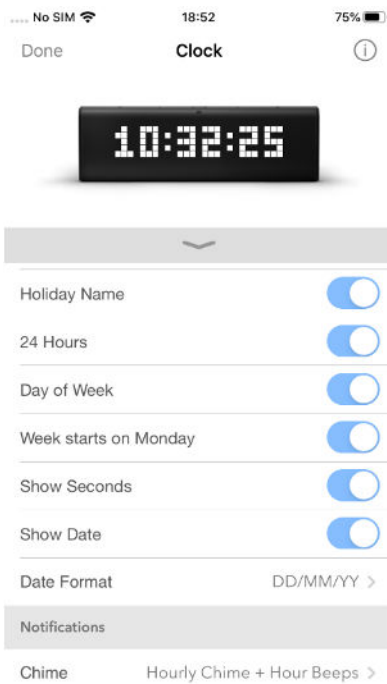 No SIM 18:52 75%
Done Clock
10:32:25
Holiday Name
24 Hours
Day of Week
Week starts on Monday
Show Seconds
Show Date
Date Format DD/MM/YY
Notifications
Chime Hourly Chime + Hour Beeps